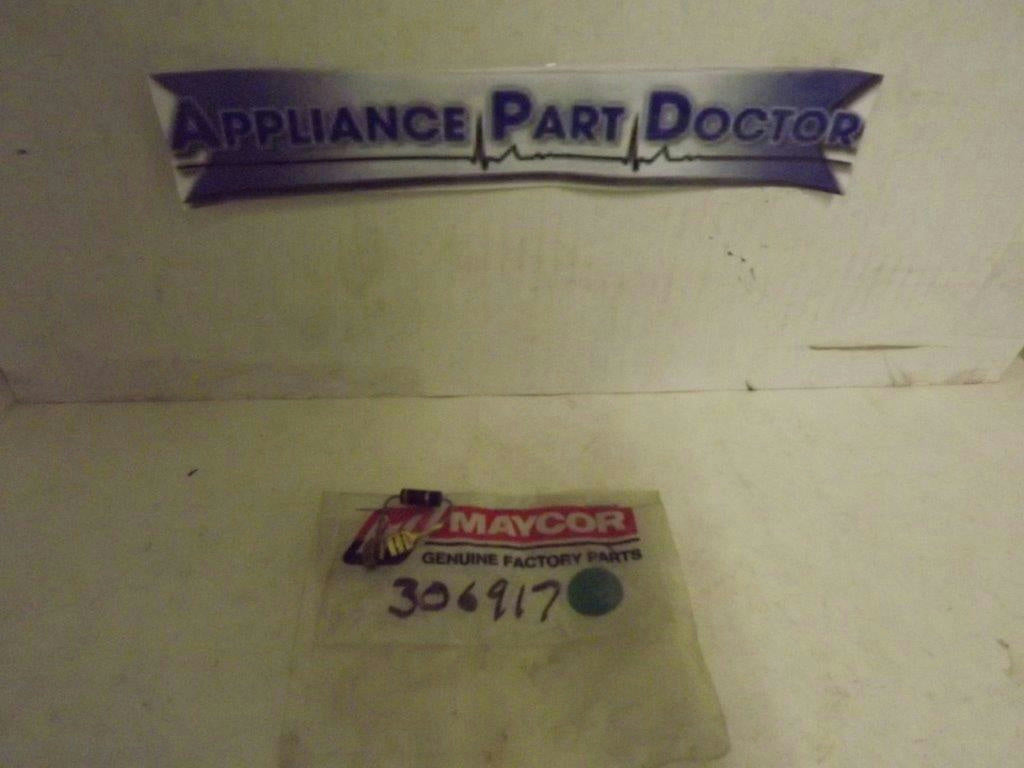 APPLIANCE PART DOCTOR
MAYCOR
GENUINE FACTORY PARTS
306917